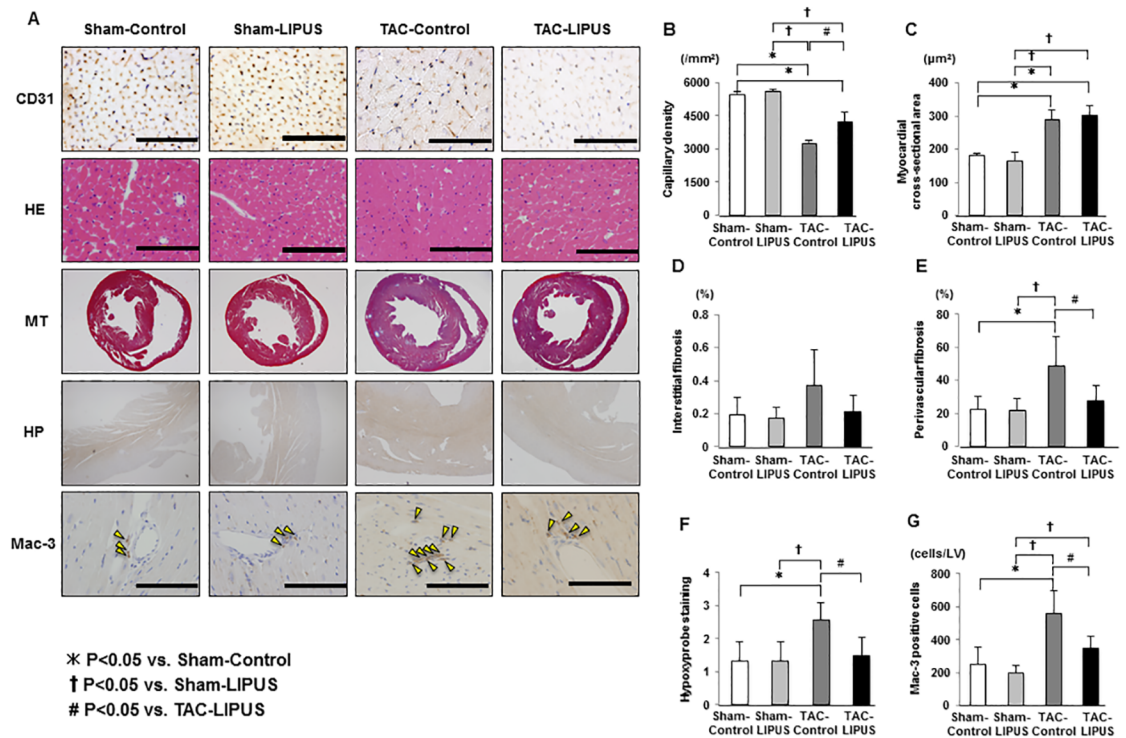 A
Sham-Control Sham-LIPUS TAC-Control TAC-LIPUS
CD31
HE
MT
HP
Mac-3
* P<0.05 vs. Sham-Control
† P<0.05 vs. Sham-LIPUS
# P<0.05 vs. TAC-LIPUS
B
(/mm²)
Capillary density
6000
4500
3000
1500
0
†
† #
*
*
Sham- Sham- TAC- TAC-
Control LIPUS Control LIPUS
C
(μm²)
Myocardial
cross-sectional area
400
300
200
100
0
†
†
*
*
Sham- Sham- TAC- TAC-
Control LIPUS Control LIPUS
D
(%)
Interstitial fibrosis
0.8
0.6
0.4
0.2
0
Sham- Sham- TAC- TAC-
Control LIPUS Control LIPUS
E
(%)
Perivascular fibrosis
80
60
40
20
0
†
#
*
Sham- Sham- TAC- TAC-
Control LIPUS Control LIPUS
F
Hypoxyprobe staining
4
3
2
1
0
†
#
*
Sham- Sham- TAC- TAC-
Control LIPUS Control LIPUS
G
(cells/LV)
Mac-3 positive cells
800
600
400
200
0
†
†
#
*
Sham- Sham- TAC- TAC-
Control LIPUS Control LIPUS